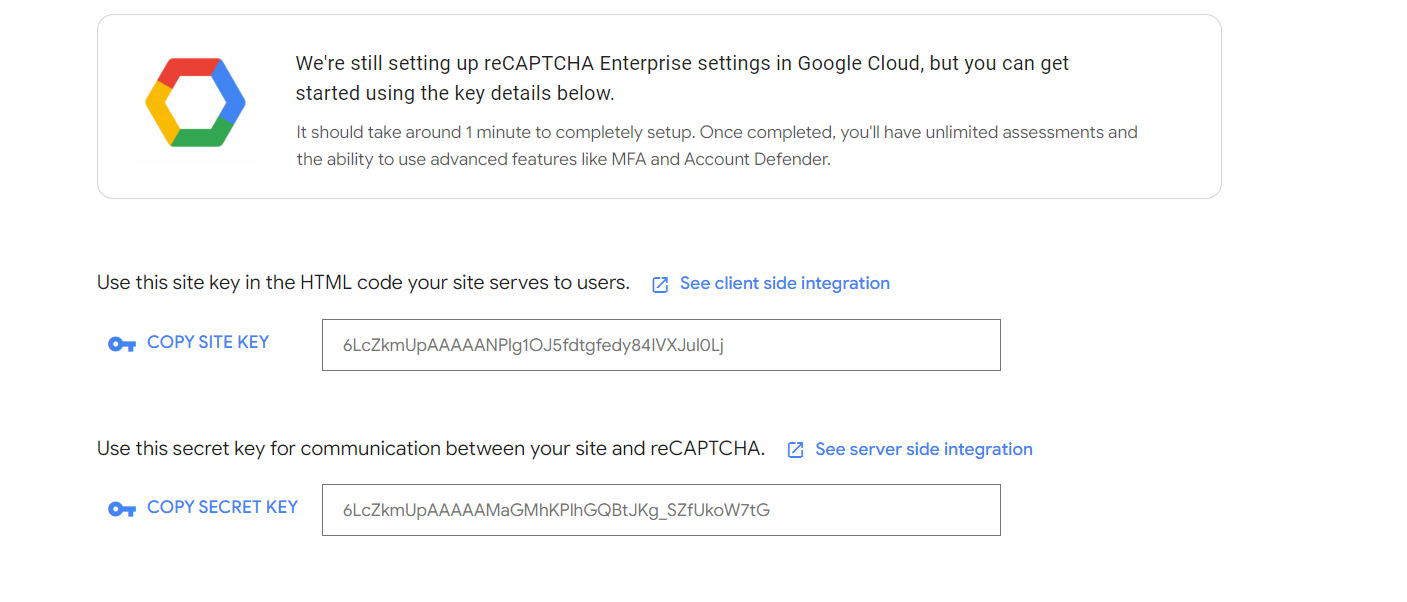 We're still setting up reCAPTCHA Enterprise settings in Google Cloud, but you can get
started using the key details below.
It should take around 1 minute to completely setup. Once completed, you'll have unlimited assessments and
the ability to use advanced features like MFA and Account Defender.
Use this site key in the HTML code your site serves to users. See client side integration
COPY SITE KEY 6LcZkmUpAAAAANPlg1OJ5fdtgfedy84lVXJul0Lj
Use this secret key for communication between your site and reCAPTCHA. See server side integration
COPY SECRET KEY 6LcZkmUpAAAAAMaGMhKPlhGQBtJKg_SZfUkoW7tG